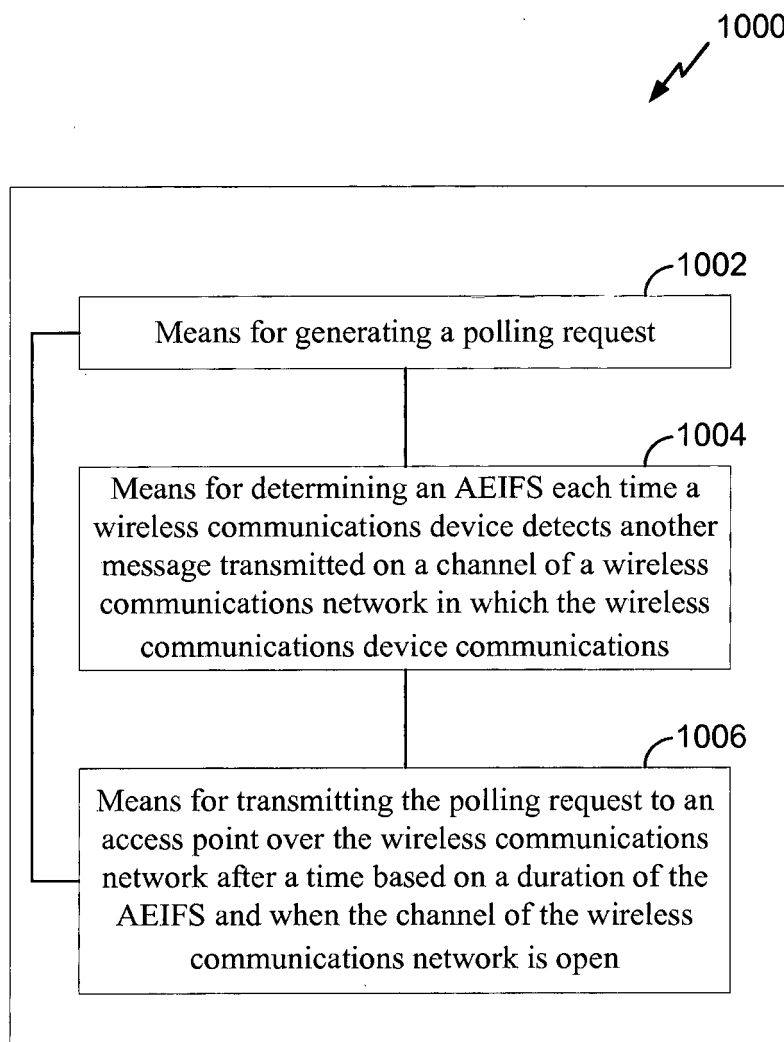 1000
1002
Means for generating a polling request
1004
Means for determining an AEIFS each time a
wireless communications device detects another
message transmitted on a channel of a wireless
communications network in which the wireless
communications device communications
1006
Means for transmitting the polling request to an
access point over the wireless communications
network after a time based on a duration of the
AEIFS and when the channel of the wireless
communications network is open